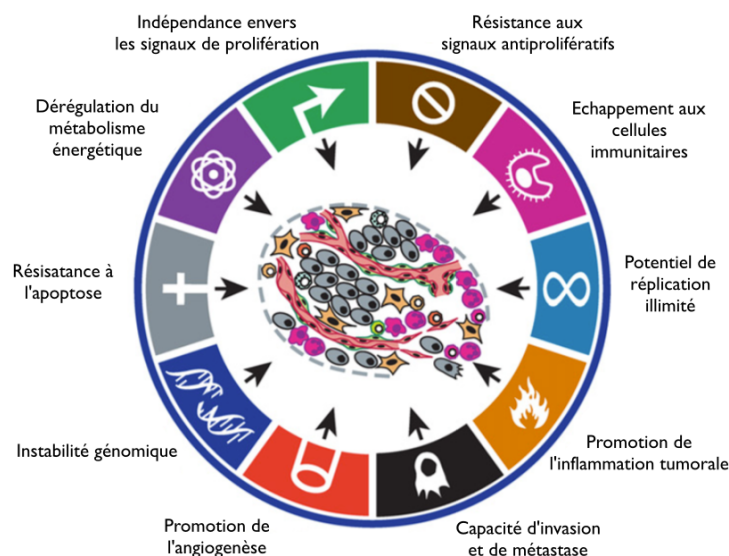 Indépendance envers
les signaux de prolifération
Résistance aux
signaux antiprolifératifs
Dérégulation du
métabolisme
énergétique
Echappement aux
cellules
immunitaires
Résisatance à
l'apoptose
Potentiel de
réplication
illimité
Instabilité génomique
Promotion de
l'inflammation tumorale
Promotion de
l'angiogenèse
Capacité d'invasion
et de métastase